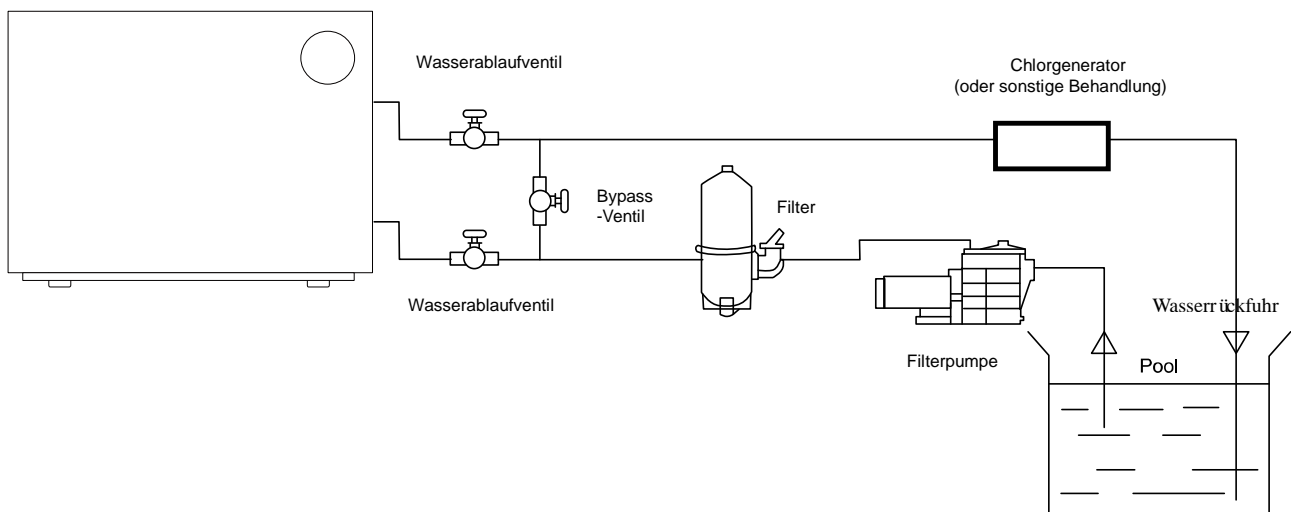 Wasserablaufventil
Chlorgenerator
(oder sonstige Behandlung)
Bypass
-Ventil
Filter
Wasserablaufventil
Wasserrückfuhr
Filterpumpe
Pool